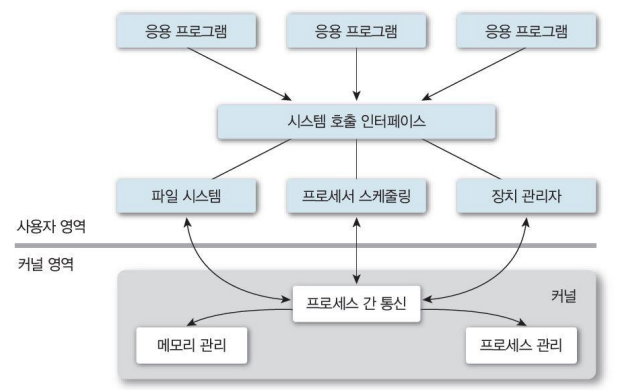 응용 프로그램
응용 프로그램
응용 프로그램
시스템 호출 인터페이스
파일 시스템
프로세서 스케줄링
장치 관리자
사용자 영역
커널 영역
커널
프로세스 간 통신
메모리 관리
프로세스 관리